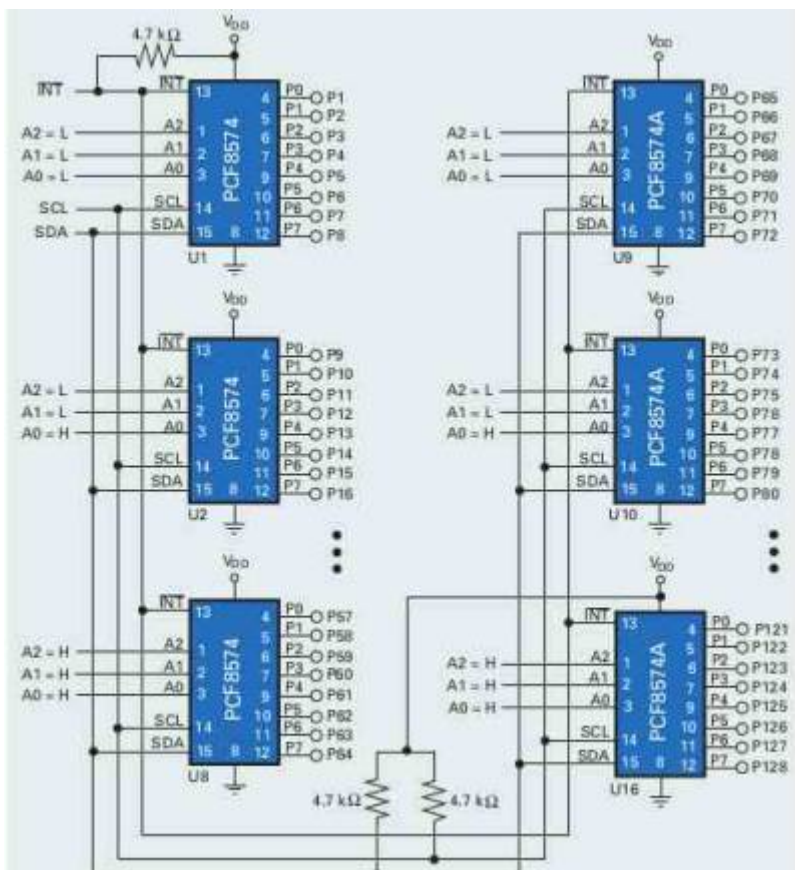 4.7 kΩ
VDD
INT
INT
13
4
P0
P1
5
P1
P2
A2 = L
A2
1
6
P2
P3
A1 = L
A1
2
7
P3
P4
A0 = L
A0
3
9
P4
P5
PCF8574
10
P5
P6
SCL
SCL
14
11
P6
P7
SDA
SDA
15
8
12
P7
P8
U1
VDD
INT
13
4
P0
P9
5
P1
P10
A2 = L
A2
1
6
P2
P11
A1 = L
A1
2
7
P3
P12
A0 = H
A0
3
9
P4
P13
PCF8574
10
P5
P14
SCL
14
11
P6
P15
SDA
15
8
12
P7
P16
U2
VDD
INT
13
4
P0
P57
5
P1
P58
A2 = H
A2
1
6
P2
P59
A1 = H
A1
2
7
P3
P60
A0 = H
A0
3
9
P4
P61
PCF8574
10
P5
P62
SCL
14
11
P6
P63
SDA
15
8
12
P7
P64
U8
4.7 kΩ
4.7 kΩ
VDD
INT
13
4
P0
P65
5
P1
P66
A2 = L
A2
1
6
P2
P67
A1 = L
A1
2
7
P3
P68
A0 = L
A0
3
9
P4
P69
PCF8574A
10
P5
P70
SCL
14
11
P6
P71
SDA
15
8
12
P7
P72
U9
VDD
INT
13
4
P0
P73
5
P1
P74
A2 = L
A2
1
6
P2
P75
A1 = L
A1
2
7
P3
P76
A0 = H
A0
3
9
P4
P77
PCF8574A
10
P5
P78
SCL
14
11
P6
P79
SDA
15
8
12
P7
P80
U10
VDD
INT
13
4
P0
P121
5
P1
P122
A2 = H
A2
1
6
P2
P123
A1 = H
A1
2
7
P3
P124
A0 = H
A0
3
9
P4
P125
PCF8574A
10
P5
P126
SCL
14
11
P6
P127
SDA
15
8
12
P7
P128
U16